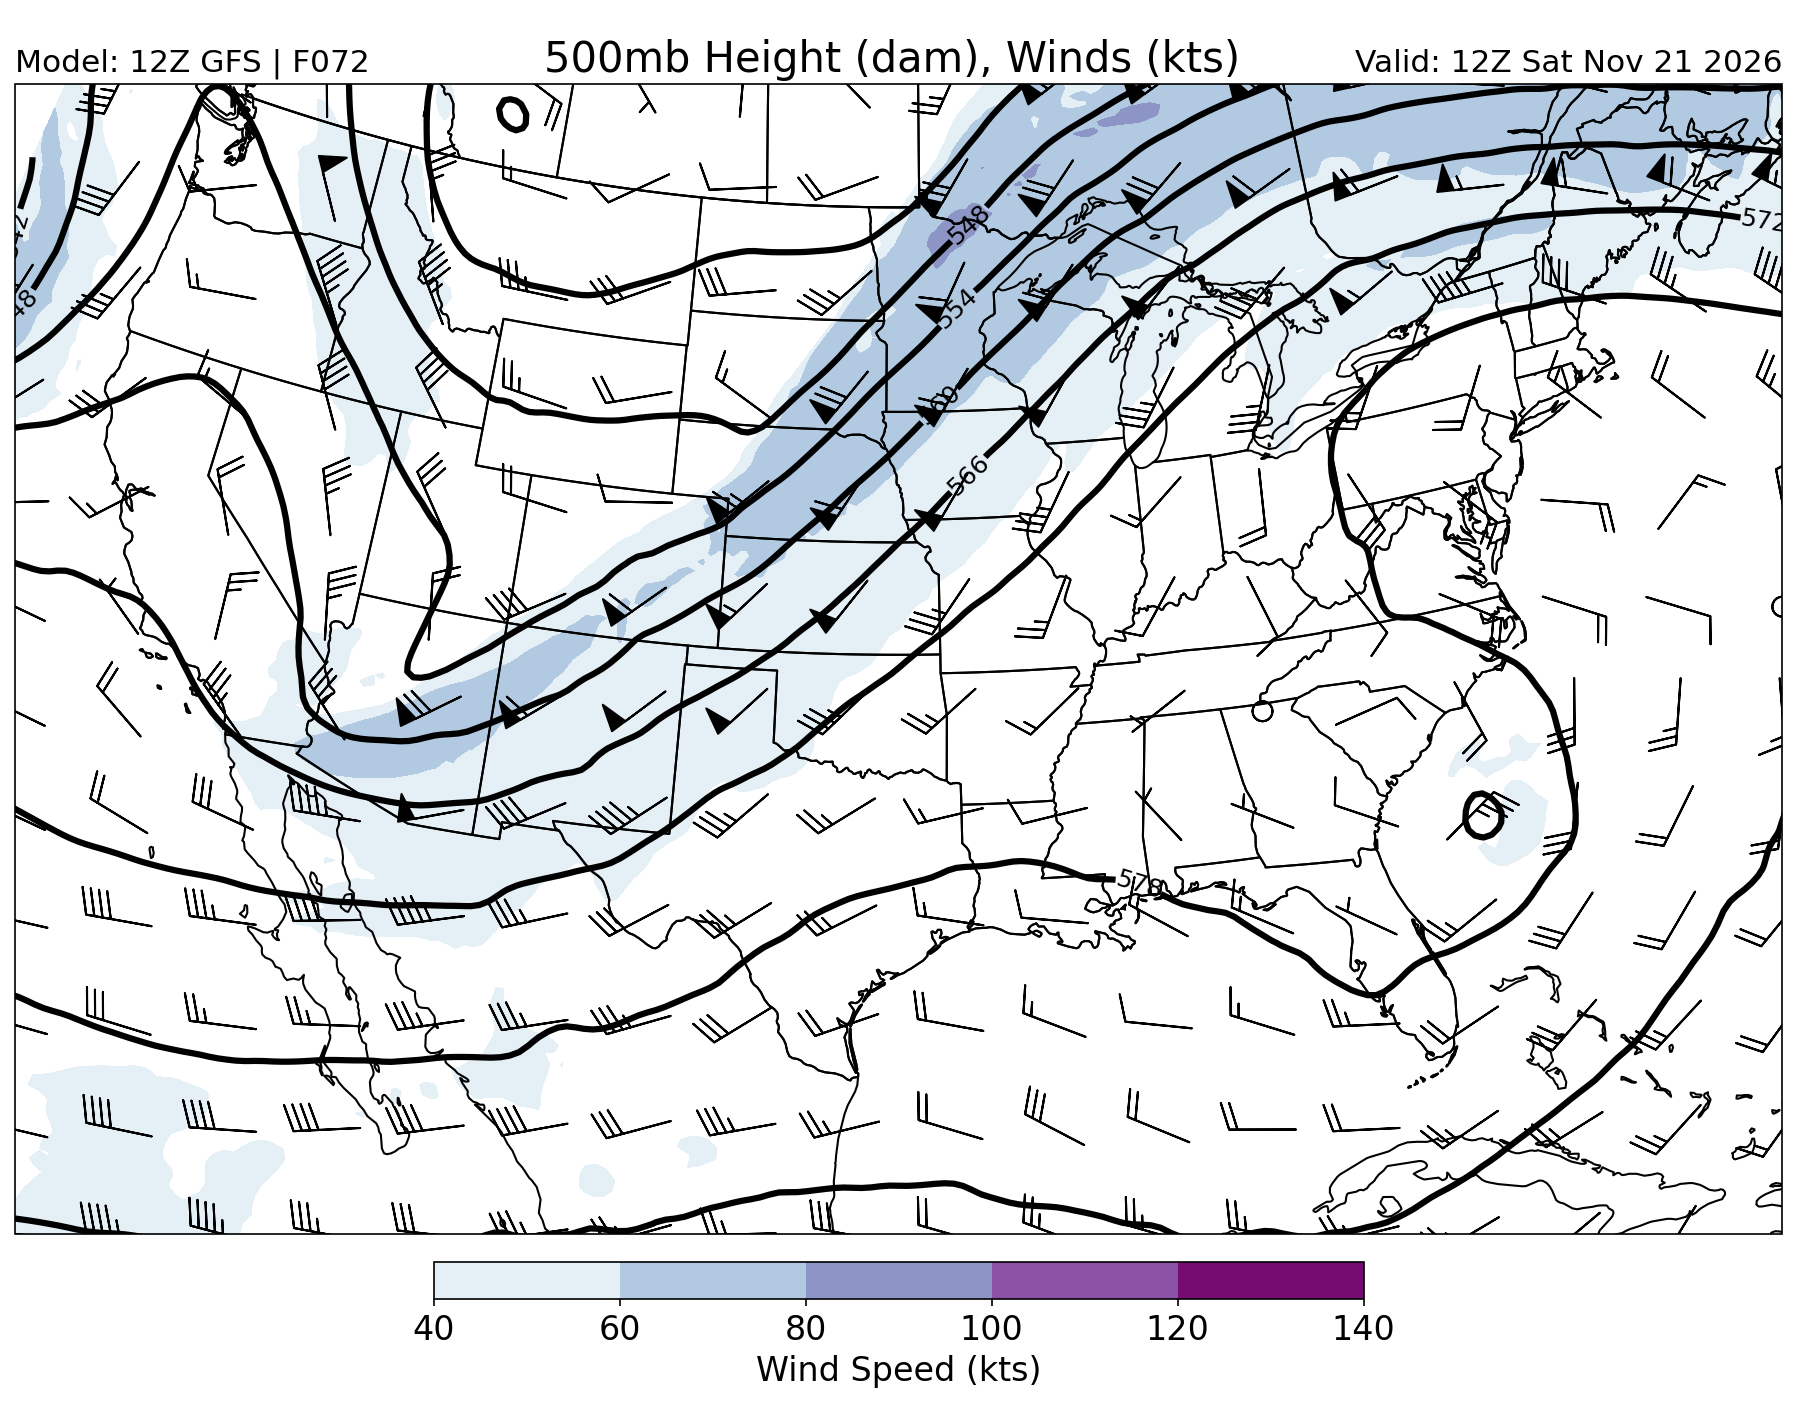 Model: 12Z GFS | F072
500mb Height (dam), Winds (kts)
Valid: 12Z Sat Nov 21 2026
548
572
554
566
578
40 60 80 100 120 140
Wind Speed (kts)